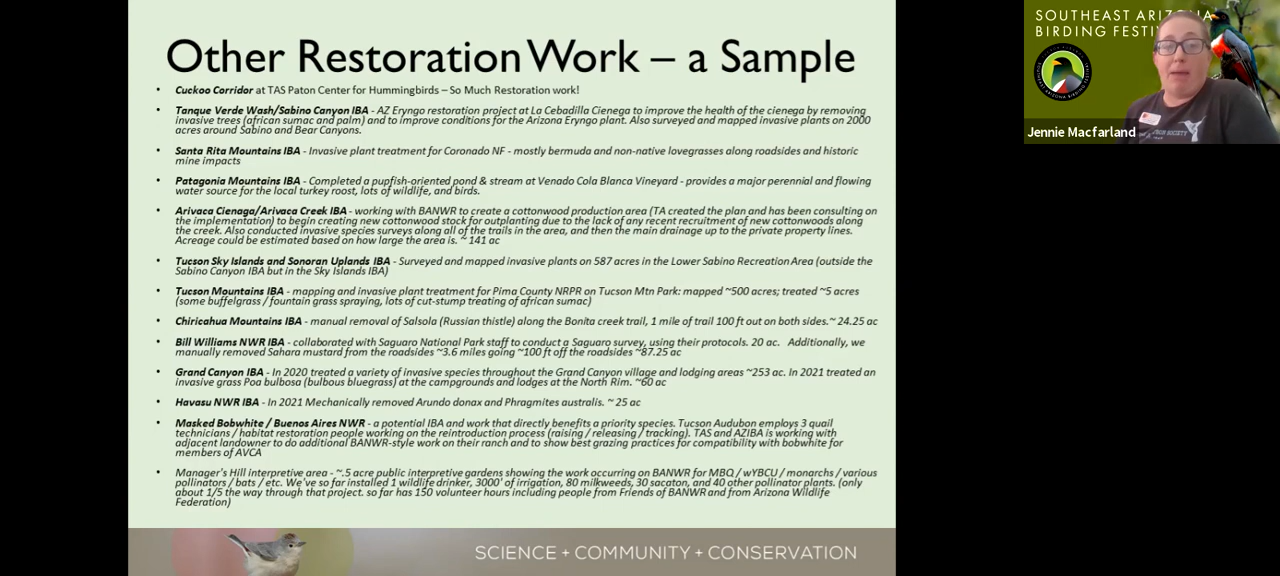 Other Restoration Work – a Sample
• Cuckoo Corridor at TAS Paton Center for Hummingbirds – So Much Restoration work!
• Tanque Verde Wash/Sabino Canyon IBA - AZ Eryngo restoration project at La Cebadilla Cienega to improve the health of the cienega by removing
invasive trees (african sumac and palm) and to improve conditions for the Arizona Eryngo plant. Also surveyed and mapped invasive plants on 2000
acres around Sabino and Bear Canyons.
• Santa Rita Mountains IBA - Invasive plant treatment for Coronado NF - mostly bermuda and non-native lovegrasses along roadsides and historic
mine impacts
• Patagonia Mountains IBA - Completed a pupfish-oriented pond & stream at Venado Cola Blanca Vineyard - provides a major perennial and flowing
water source for the local turkey roost, lots of wildlife, and birds.
• Arivaca Cienaga/Arivaca Creek IBA - working with BANWR to create a cottonwood production area (TA created the plan and has been consulting on
the implementation) to begin creating new cottonwood stock for outplanting due to the lack of any recent recruitment of new cottonwoods along
the creek. Also conducted invasive species surveys along all of the trails in the area, and then the main drainage up to the private property lines.
Acreage could be estimated based on how large the area is. ~ 141 ac
• Tucson Sky Islands and Sonoran Uplands IBA - Surveyed and mapped invasive plants on 587 acres in the Lower Sabino Recreation Area (outside the
Sabino Canyon IBA but in the Sky Islands IBA)
• Tucson Mountains IBA - mapping and invasive plant treatment for Pima County NRPR on Tucson Mtn Park: mapped ~500 acres; treated ~5 acres
(some buffelgrass / fountain grass spraying, lots of cut-stump treating of african sumac)
• Chiricahua Mountains IBA - manual removal of Salsola (Russian thistle) along the Bonita creek trail, 1 mile of trail 100 ft out on both sides.~ 24.25 ac
• Bill Williams NWR IBA - collaborated with Saguaro National Park staff to conduct a Saguaro survey, using their protocols. 20 ac. Additionally, we
manually removed Sahara mustard from the roadsides ~3.6 miles going ~100 ft off the roadsides ~87.25 ac
• Grand Canyon IBA - In 2020 treated a variety of invasive species throughout the Grand Canyon village and lodging areas ~253 ac. In 2021 treated an
invasive grass Poa bulbosa (bulbous bluegrass) at the campgrounds and lodges at the North Rim. ~60 ac
• Havasu NWR IBA - In 2021 Mechanically removed Arundo donax and Phragmites australis. ~ 25 ac
• Masked Bobwhite / Buenos Aires NWR - a potential IBA and work that directly benefits a priority species. Tucson Audubon employs 3 quail
technicians / habitat restoration people working on the reintroduction process (raising / releasing / tracking). TAS and AZIBA is working with
adjacent landowner to do additional BANWR-style work on their ranch and to show best grazing practices for compatibility with bobwhite for
members of AVCA
• Manager's Hill interpretive area - ~.5 acre public interpretive gardens showing the work occurring on BANWR for MBQ / wYBCU / monarchs / various
pollinators / bats / etc. We've so far installed 1 wildlife drinker, 3000' of irrigation, 80 milkweeds, 30 sacaton, and 40 other pollinator plants. (only
about 1/5 the way through that project. so far has 150 volunteer hours including people from Friends of BANWR and from Arizona Wildlife
Federation)
SCIENCE + COMMUNITY + CONSERVATION
SOUTHEAST ARIZONA
BIRDING
Jennie Macfarland
SOCIETY